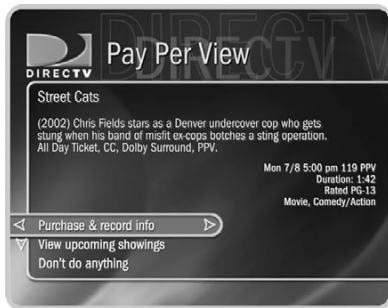 DIRECTV
DIRECTV
Pay Per View
Street Cats
(2002) Chris Fields stars as a Denver undercover cop who gets
stung when his band of misfit ex-cops botches a sting operation.
All Day Ticket, CC, Dolby Surround, PPV.
Mon 7/8 5:00 pm 119 PPV
Duration: 1:42
Rated PG-13
Movie, Comedy/Action
Purchase & record info
View upcoming showings
Don't do anything